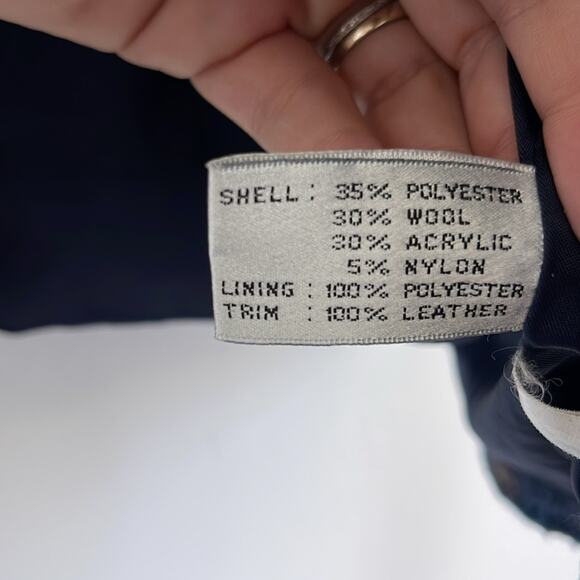 SHELL : 35% POLYESTER
30% WOOL
30% ACRYLIC
5% NYLON
LINING : 100% POLYESTER
TRIM : 100% LEATHER